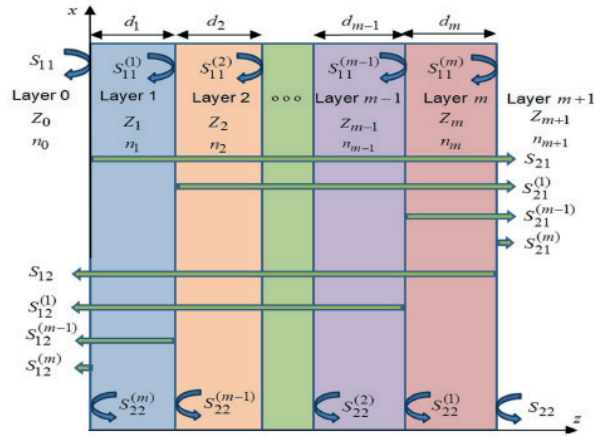 x
d₁ d₂ dₘ₋₁ dₘ
S₁₁ S₁₁⁽¹⁾ S₁₁⁽²⁾ S₁₁⁽ᵐ⁻¹⁾ S₁₁⁽ᵐ⁾
Layer 0 Layer 1 Layer 2 ∘∘∘ Layer m−1 Layer m Layer m+1
Z₀ Z₁ Z₂ Zₘ₋₁ Zₘ Zₘ₊₁
n₀ n₁ n₂ nₘ₋₁ nₘ nₘ₊₁
S₂₁
S₂₁⁽¹⁾
S₂₁⁽ᵐ⁻¹⁾
S₂₁⁽ᵐ⁾
S₁₂
S₁₂⁽¹⁾
S₁₂⁽ᵐ⁻¹⁾
S₁₂⁽ᵐ⁾
S₂₂⁽ᵐ⁾ S₂₂⁽ᵐ⁻¹⁾ S₂₂⁽²⁾ S₂₂⁽¹⁾ S₂₂
z